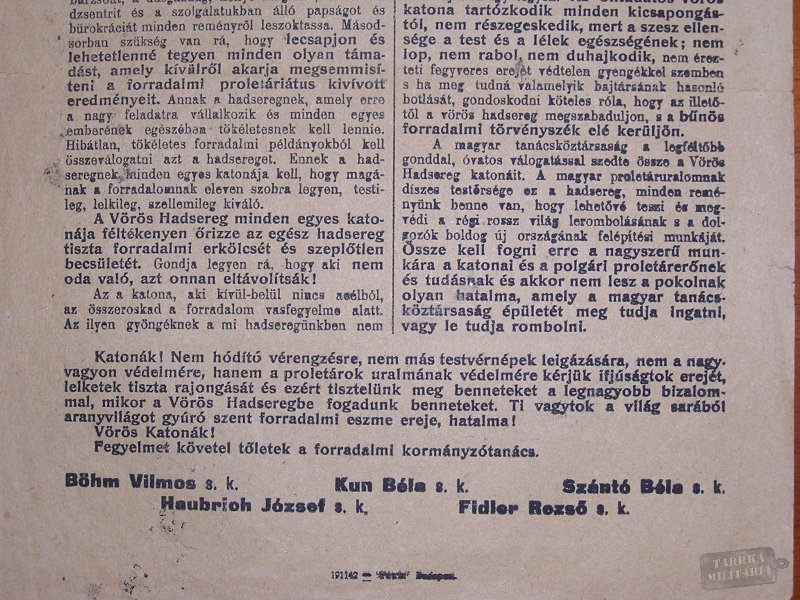 dzsentrit és a szolgalatukban álló papságot és
bürokráciát minden reményről leszoktassa. Másod-
sorban szükség van rá, hogy lecsapjon és
lehetetlenné tegyen minden olyan táma-
dást, amely kívülről akarja megsemmisí-
teni a forradalmi proletáriátus kivívott
eredményeit. Annak a hadseregnek, amely erre
a nagy feladatra vállalkozik és minden egyes
emberének egészében tökéletesnek kell lennie.
Hibátlan, tökéletes forradalmi példányokból kell
összeválogatni azt a hadsereget. Ennek a had-
seregnek minden egyes katonája kell, hogy magá-
nak a forradalomnak eleven szobra legyen, testi-
leg, lelkileg, szellemileg kiváló.
A Vörös Hadsereg minden egyes kato-
nája féltékenyen őrizze az egész hadsereg
tiszta forradalmi erkölcsét és szeplőtlen
becsületét. Gondja legyen rá, hogy aki nem
oda való, azt onnan eltávolítsák!
Az a katona, aki kívül-belül nincs acélból,
az összeroskad a forradalom vasfegyelme alatt.
Az ilyen gyöngéknek a mi hadseregünkben nem
katona tartózkodik minden kicsapongás-
tól, nem részegeskedik, mert a szesz ellen-
sége a test és a lélek egészségének; nem
lop, nem rabol, nem duhajkodik, nem érez-
teti fegyveres erejét védtelen gyengékkel szemben
s ha meg tudná valamelyik bajtársának hasonló
botlását, gondoskodni köteles róla, hogy az illető-
től a vörös hadsereg megszabaduljon, s a bűnös
forradalmi törvényszék elé kerüljön.
A magyar tanácsköztársaság a legféltőbb
gonddal, óvatos válogatással szedte össze a Vörös
Hadsereg katonáit. A magyar proletáruralomnak
díszes testőrsége ez a hadsereg, minden remé-
nyünk benne van, hogy lehetővé teszi és meg-
védi a régi rossz világ lerombolásának s a dol-
gozók boldog új országának felépítési munkáját.
Össze kell fogni erre a nagyszerű mun-
kára a katonai és a polgári proletárerőnek
és tudásnak és akkor nem lesz a pokolnak
olyan hatalma, amely a magyar tanács-
köztársaság épületét meg tudja ingatni,
vagy le tudja rombolni.
Katonák! Nem hódító vérengzésre, nem más testvérnépek leigázására, nem a nagy-
vagyon védelmére, hanem a proletárok uralmának védelmére kérjük ifjúságtok erejét,
lelketek tiszta rajongását és ezért tisztelünk meg benneteket a legnagyobb bizalom-
mal, mikor a Vörös Hadseregbe fogadunk benneteket. Ti vagytok a világ sarából
aranyvilágot gyúró szent forradalmi eszme ereje, hatalma!
Vörös Katonák!
Fegyelmet követel tőletek a forradalmi kormányzótanács.
Böhm Vilmos s. k. Kun Béla s. k. Szántó Béla s. k.
Haubrich József s. k. Fidler Rezső s. k.
191142 — Budapest.
TARRKA
MILITARIA